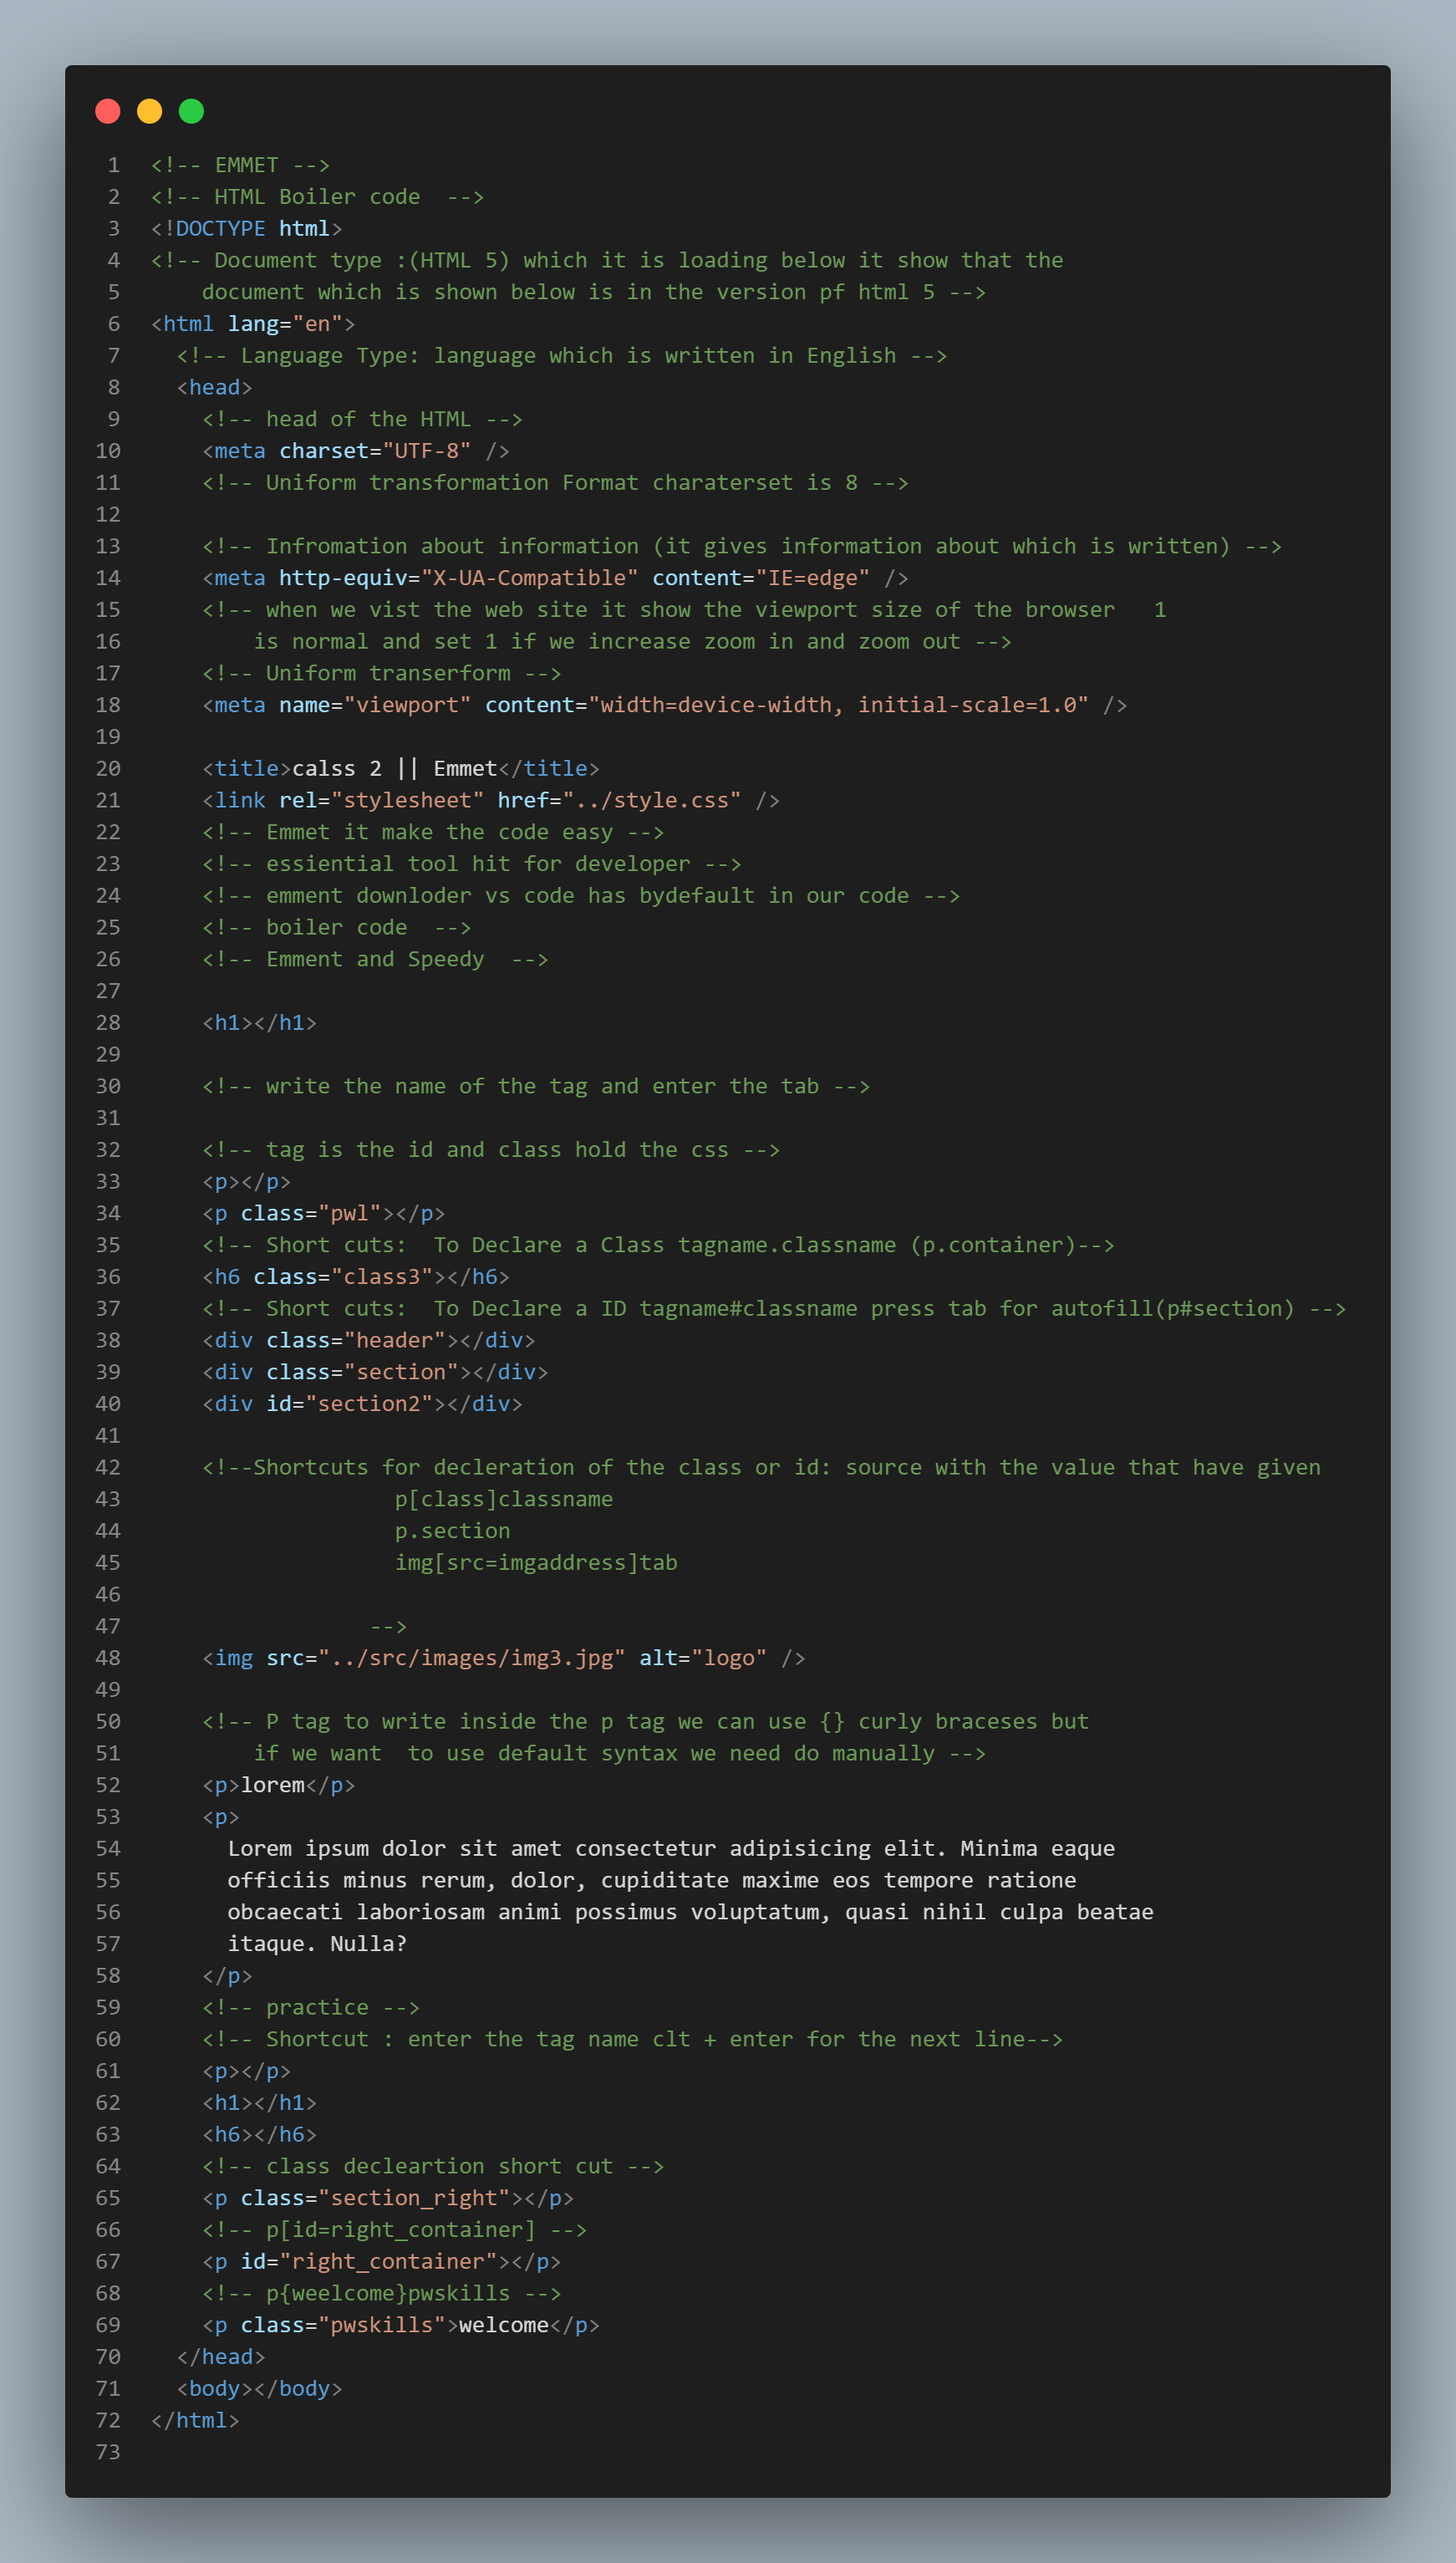 1 <!-- EMMET -->
2 <!-- HTML Boiler code  -->
3 <!DOCTYPE html>
4 <!-- Document type :(HTML 5) which it is loading below it show that the
5     document which is shown below is in the version pf html 5 -->
6 <html lang="en">
7   <!-- Language Type: language which is written in English -->
8   <head>
9     <!-- head of the HTML -->
10     <meta charset="UTF-8" />
11     <!-- Uniform transformation Format charaterset is 8 -->
12
13     <!-- Infromation about information (it gives information about which is written) -->
14     <meta http-equiv="X-UA-Compatible" content="IE=edge" />
15     <!-- when we vist the web site it show the viewport size of the browser   1
16         is normal and set 1 if we increase zoom in and zoom out -->
17     <!-- Uniform transerform -->
18     <meta name="viewport" content="width=device-width, initial-scale=1.0" />
19
20     <title>calss 2 || Emmet</title>
21     <link rel="stylesheet" href="../style.css" />
22     <!-- Emmet it make the code easy -->
23     <!-- essiential tool hit for developer -->
24     <!-- emment downloder vs code has bydefault in our code -->
25     <!-- boiler code  -->
26     <!-- Emment and Speedy  -->
27
28     <h1></h1>
29
30     <!-- write the name of the tag and enter the tab -->
31
32     <!-- tag is the id and class hold the css -->
33     <p></p>
34     <p class="pwl"></p>
35     <!-- Short cuts:  To Declare a Class tagname.classname (p.container)-->
36     <h6 class="class3"></h6>
37     <!-- Short cuts:  To Declare a ID tagname#classname press tab for autofill(p#section) -->
38     <div class="header"></div>
39     <div class="section"></div>
40     <div id="section2"></div>
41
42     <!--Shortcuts for decleration of the class or id: source with the value that have given
43                    p[class]classname
44                    p.section
45                    img[src=imgaddress]tab
46
47                  -->
48     <img src="../src/images/img3.jpg" alt="logo" />
49
50     <!-- P tag to write inside the p tag we can use {} curly braceses but
51         if we want  to use default syntax we need do manually -->
52     <p>lorem</p>
53     <p>
54       Lorem ipsum dolor sit amet consectetur adipisicing elit. Minima eaque
55       officiis minus rerum, dolor, cupiditate maxime eos tempore ratione
56       obcaecati laboriosam animi possimus voluptatum, quasi nihil culpa beatae
57       itaque. Nulla?
58     </p>
59     <!-- practice -->
60     <!-- Shortcut : enter the tag name clt + enter for the next line-->
61     <p></p>
62     <h1></h1>
63     <h6></h6>
64     <!-- class decleartion short cut -->
65     <p class="section_right"></p>
66     <!-- p[id=right_container] -->
67     <p id="right_container"></p>
68     <!-- p{weelcome}pwskills -->
69     <p class="pwskills">welcome</p>
70   </head>
71   <body></body>
72 </html>
73